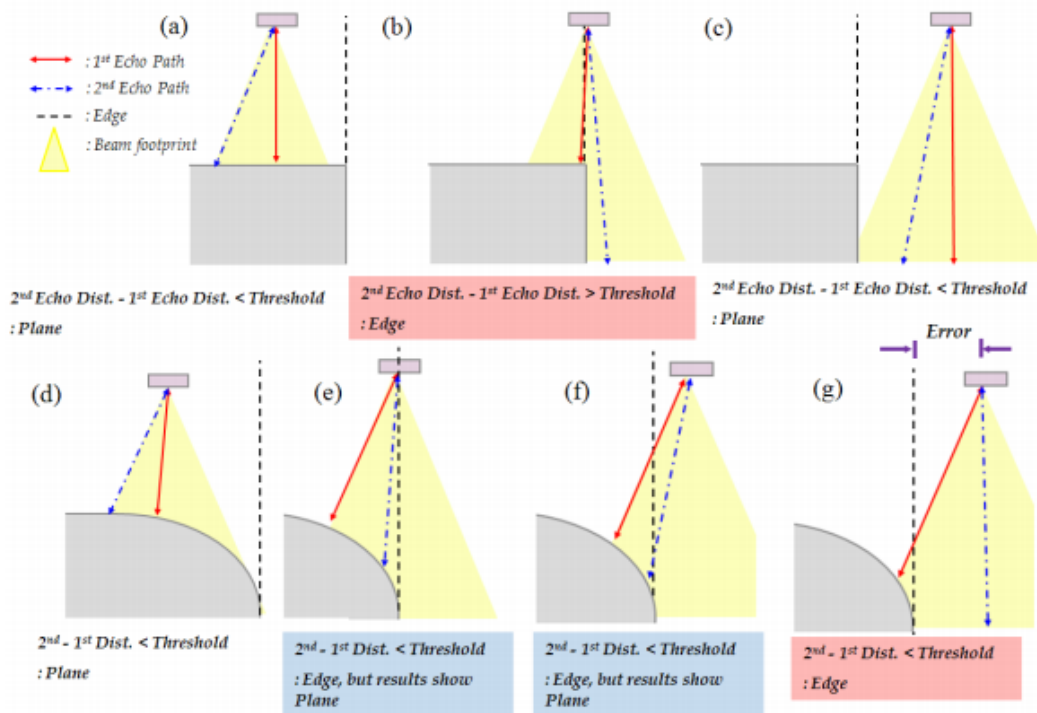 (a)
(b)
(c)
: 1st Echo Path
: 2nd Echo Path
: Edge
: Beam footprint
2nd Echo Dist. - 1st Echo Dist. < Threshold
: Plane
2nd Echo Dist. - 1st Echo Dist. > Threshold
: Edge
2nd Echo Dist. - 1st Echo Dist. < Threshold
: Plane
Error
(d)
(e)
(f)
(g)
2nd - 1st Dist. < Threshold
: Plane
2nd - 1st Dist. < Threshold
: Edge, but results show
Plane
2nd - 1st Dist. < Threshold
: Edge, but results show
Plane
2nd - 1st Dist. < Threshold
: Edge